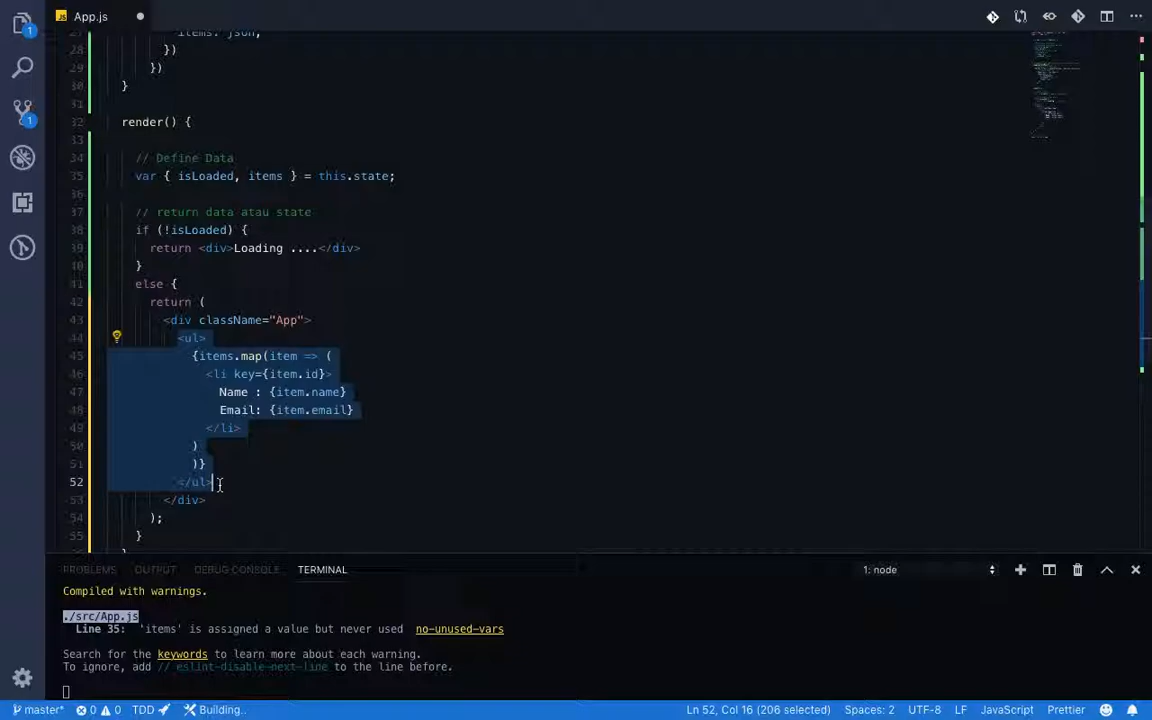 JS App.js
1
1
27 items: json,
28 })
29 })
30 }
31
32 render() {
33
34 // Define Data
35 var { isLoaded, items } = this.state;
36
37 // return data atau state
38 if (!isLoaded) {
39 return <div>Loading ....</div>
40 }
41 else {
42 return (
43 <div className="App">
44 <ul>
45 {items.map(item => (
46 <li key={item.id}>
47 Name : {item.name}
48 Email: {item.email}
49 </li>
50 )
51 )}
52 </ul>
53 </div>
54 );
55 }
PROBLEMS OUTPUT DEBUG CONSOLE TERMINAL 1: node
Compiled with warnings.
./src/App.js
Line 35: 'items' is assigned a value but never used no-unused-vars
Search for the keywords to learn more about each warning.
To ignore, add // eslint-disable-next-line to the line before.
master* 0 0 TDD Building.. Ln 52, Col 16 (206 selected) Spaces: 2 UTF-8 LF JavaScript Prettier